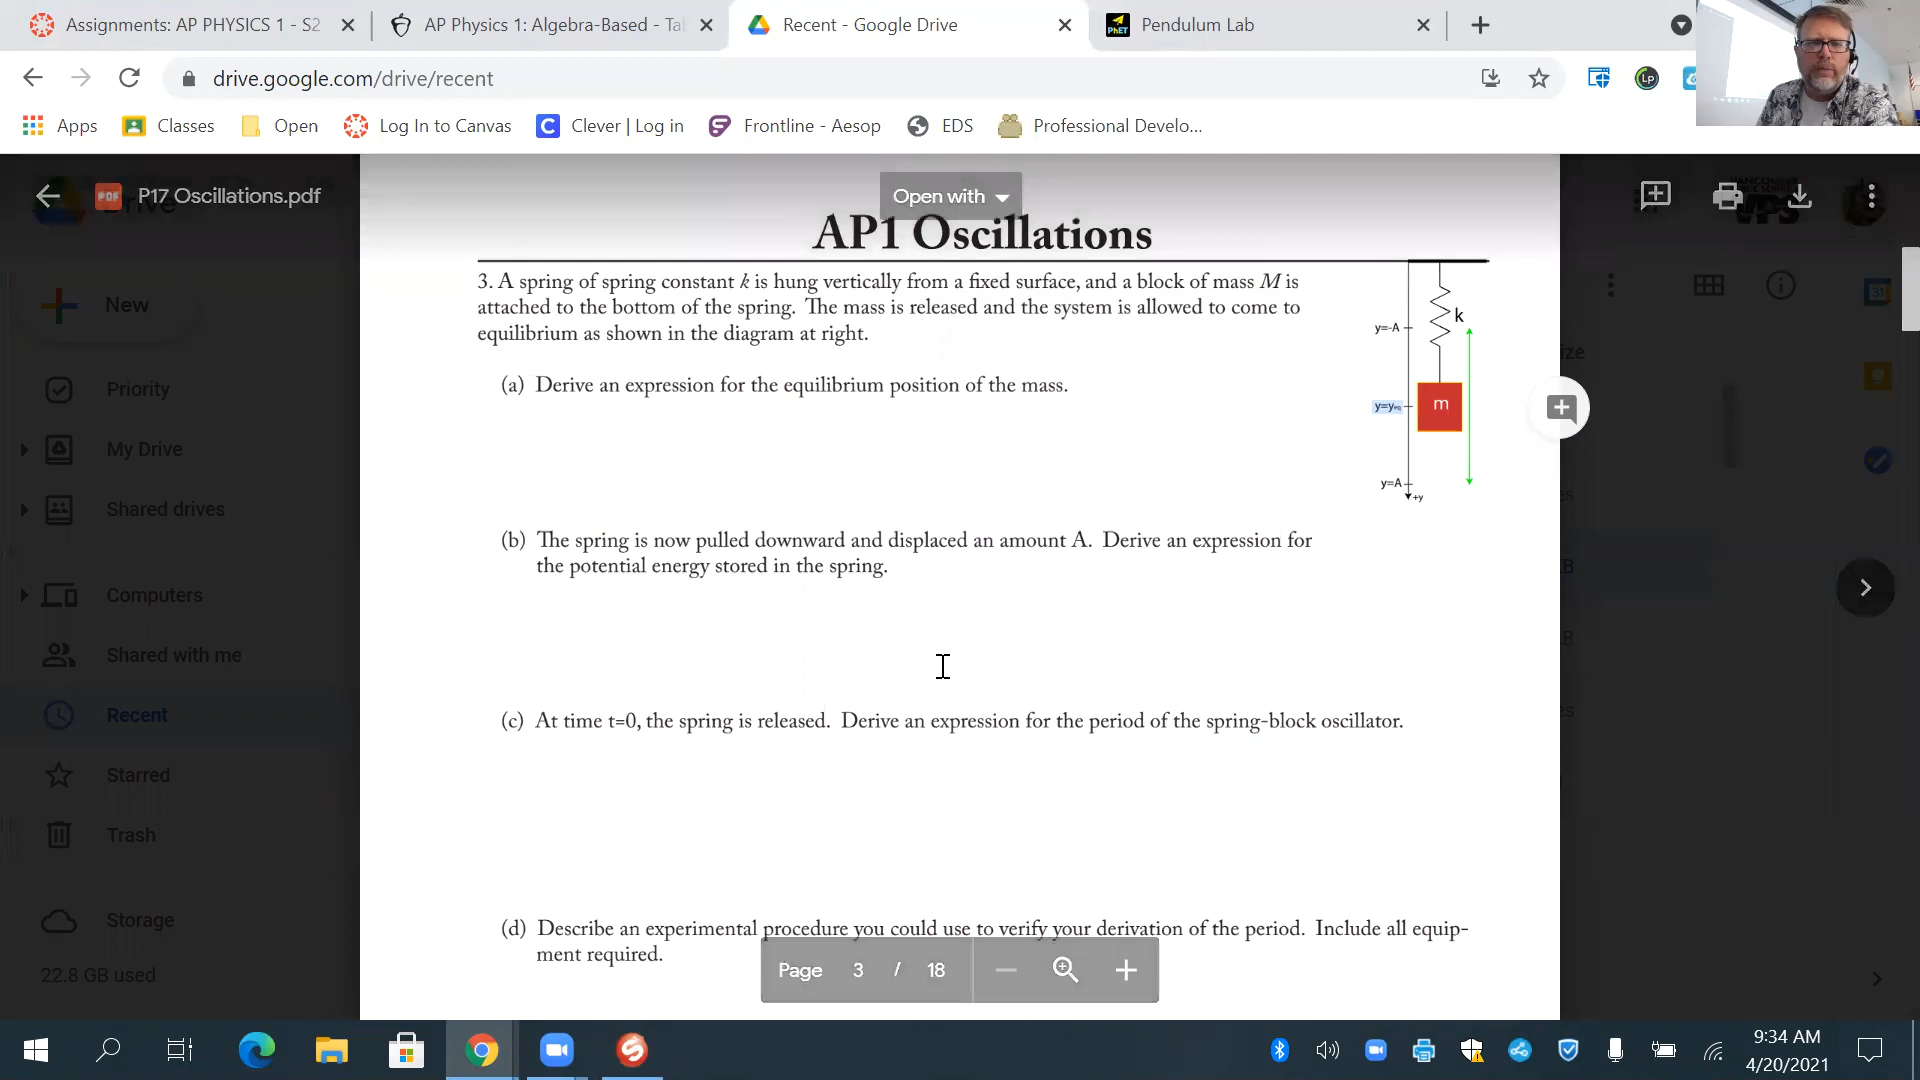 Assignments: AP PHYSICS 1 - S2
AP Physics 1: Algebra-Based - Tal
Recent - Google Drive
PhET
Pendulum Lab
drive.google.com/drive/recent
Lp
Apps
Classes
Open
Log In to Canvas
Clever | Log in
Frontline - Aesop
EDS
Professional Develo...
PDF
P17 Oscillations.pdf
Open with
Drive
VPS
New
Priority
My Drive
Shared drives
Computers
Shared with me
Recent
Starred
Trash
Storage
22.8 GB used
AP1 Oscillations
3. A spring of spring constant k is hung vertically from a fixed surface, and a block of mass M is
attached to the bottom of the spring. The mass is released and the system is allowed to come to
equilibrium as shown in the diagram at right.
k
y=-A
y=yeq
m
y=A
+y
(a) Derive an expression for the equilibrium position of the mass.
(b) The spring is now pulled downward and displaced an amount A. Derive an expression for
the potential energy stored in the spring.
(c) At time t=0, the spring is released. Derive an expression for the period of the spring-block oscillator.
(d) Describe an experimental procedure you could use to verify your derivation of the period. Include all equip-
ment required.
Page 3 / 18
31
9:34 AM
4/20/2021